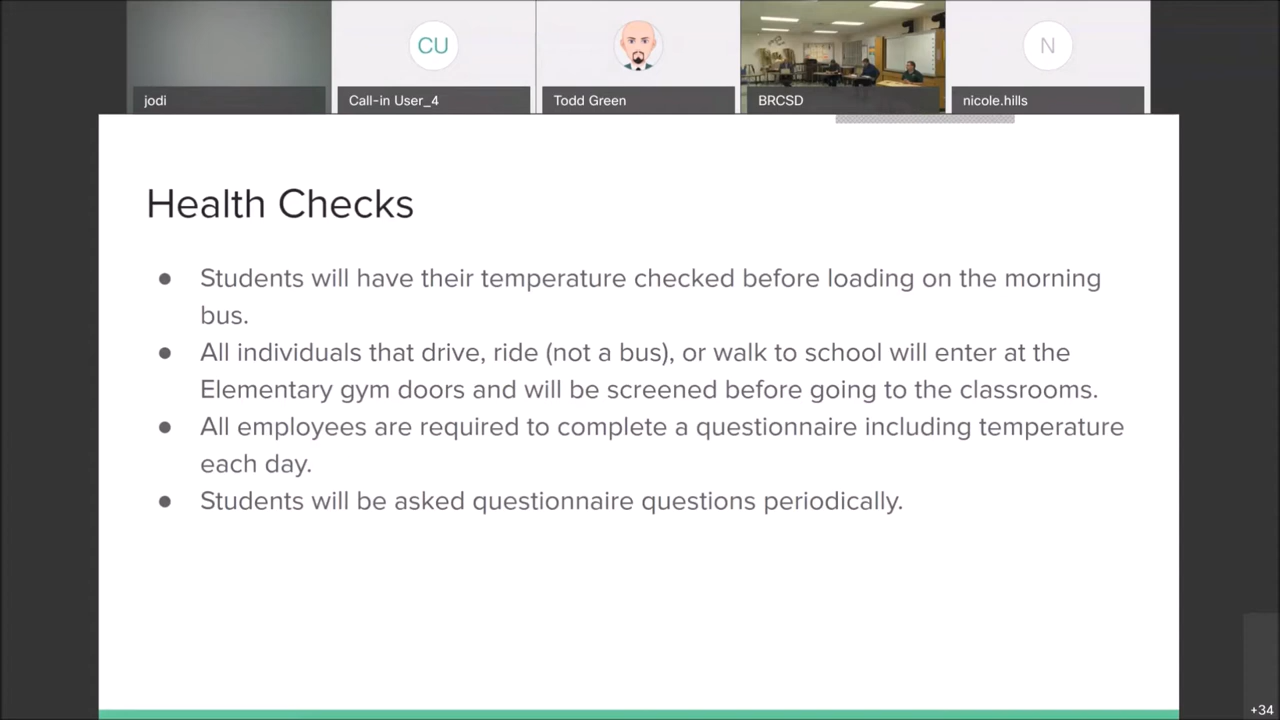 CU
N
jodi
Call-in User_4
Todd Green
BRCSD
nicole.hills
Health Checks
● Students will have their temperature checked before loading on the morning
bus.
● All individuals that drive, ride (not a bus), or walk to school will enter at the
Elementary gym doors and will be screened before going to the classrooms.
● All employees are required to complete a questionnaire including temperature
each day.
● Students will be asked questionnaire questions periodically.
+34